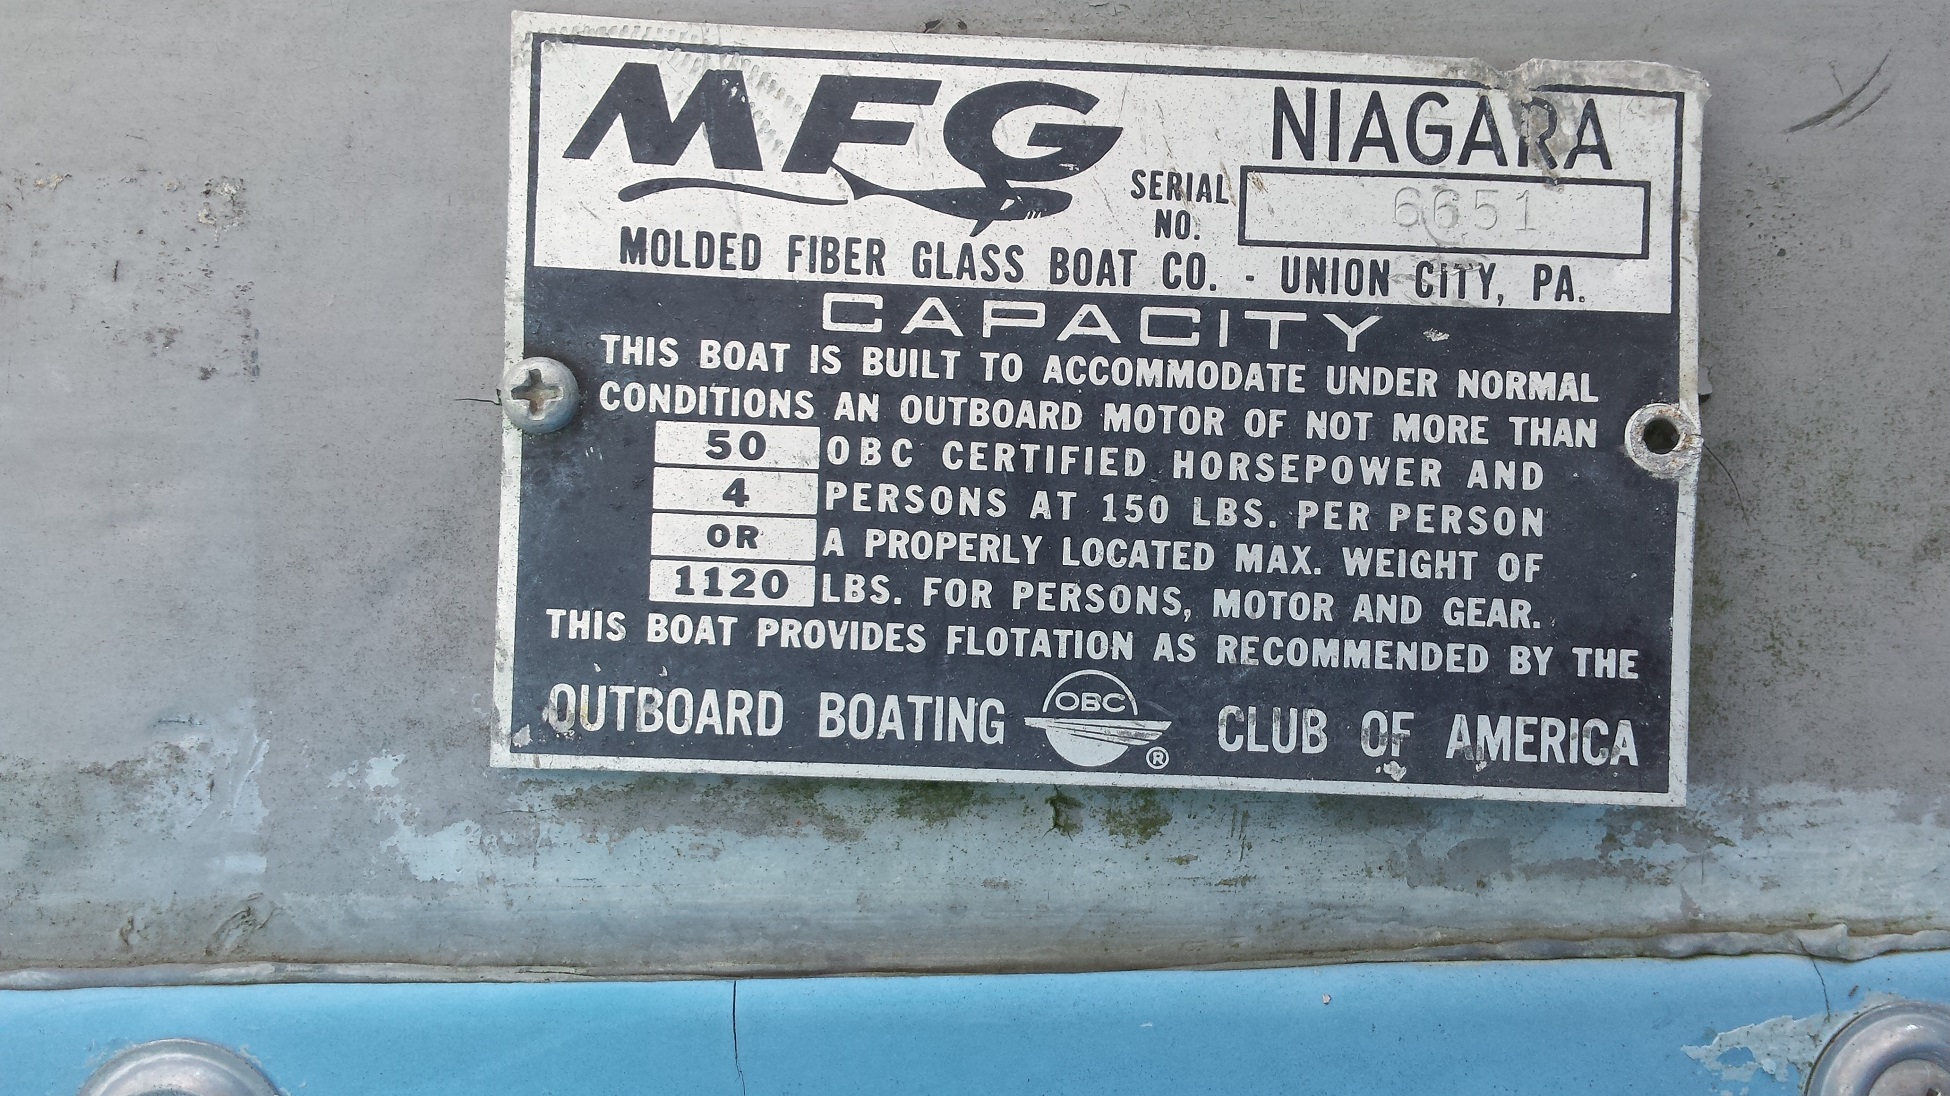 MFG NIAGARA
SERIAL NO. 6651
MOLDED FIBER GLASS BOAT CO. - UNION CITY, PA.
CAPACITY
THIS BOAT IS BUILT TO ACCOMMODATE UNDER NORMAL
CONDITIONS AN OUTBOARD MOTOR OF NOT MORE THAN
50 OBC CERTIFIED HORSEPOWER AND
4 PERSONS AT 150 LBS. PER PERSON
OR A PROPERLY LOCATED MAX. WEIGHT OF
1120 LBS. FOR PERSONS, MOTOR AND GEAR.
THIS BOAT PROVIDES FLOTATION AS RECOMMENDED BY THE
OUTBOARD BOATING OBC ® CLUB OF AMERICA